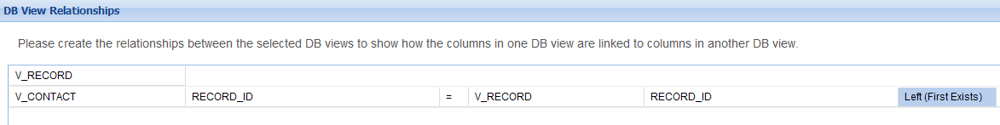 DB View Relationships
Please create the relationships between the selected DB views to show how the columns in one DB view are linked to columns in another DB view.
V_RECORD
V_CONTACT RECORD_ID = V_RECORD RECORD_ID Left (First Exists)